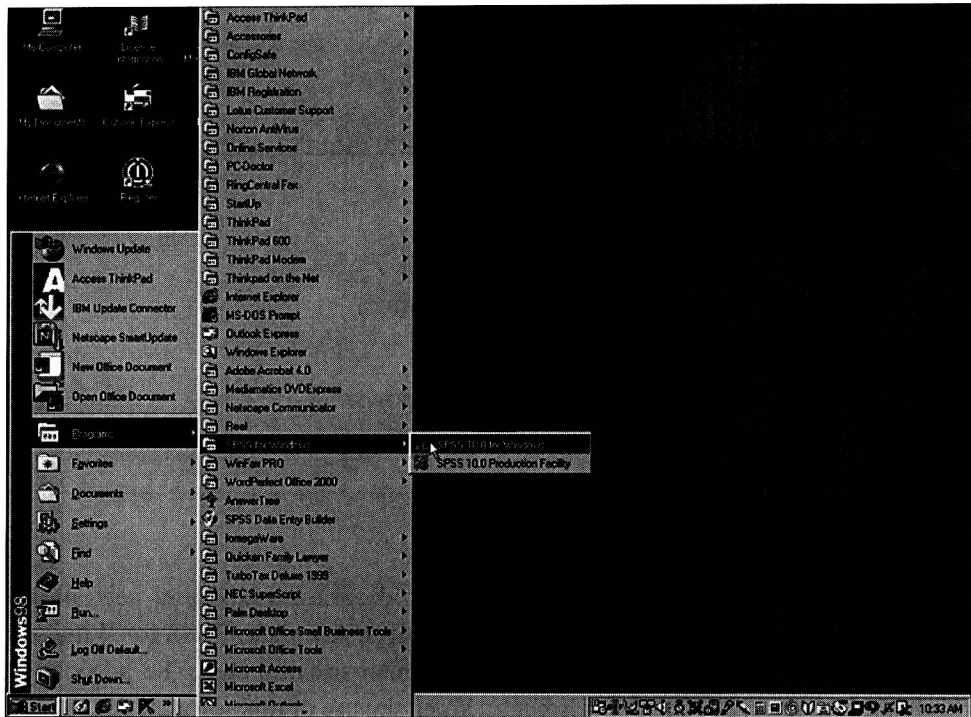 My Computer
My Documents
Outlook Express
Internet Explorer
Register
Access ThinkPad
Accessories
ConfigSafe
IBM Global Network
IBM Registration
Lotus Customer Support
Norton AntiVirus
Online Services
PC-Doctor
RingCentral Fax
StartUp
ThinkPad
ThinkPad 600
ThinkPad Modem
Thinkpad on the Net
Internet Explorer
MS-DOS Prompt
Outlook Express
Windows Explorer
Adobe Acrobat 4.0
Mediamatics DVDExpress
Netscape Communicator
Real
SPSS for Windows
WinFax PRO
WordPerfect Office 2000
AnswerTree
SPSS Data Entry Builder
IomegaWare
Quicken Family Lawyer
TurboTax Deluxe 1999
NEC SuperScript
Palm Desktop
Microsoft Office Small Business Tools
Microsoft Office Tools
Microsoft Access
Microsoft Excel
Microsoft Outlook
SPSS 10.0 for Windows
SPSS 10.0 Production Facility
Windows Update
Access ThinkPad
IBM Update Connector
Netscape SmartUpdate
New Office Document
Open Office Document
Programs
Favorites
Documents
Settings
Find
Help
Run...
Log Off Default...
Shut Down...
Windows98
Start
10:33 AM